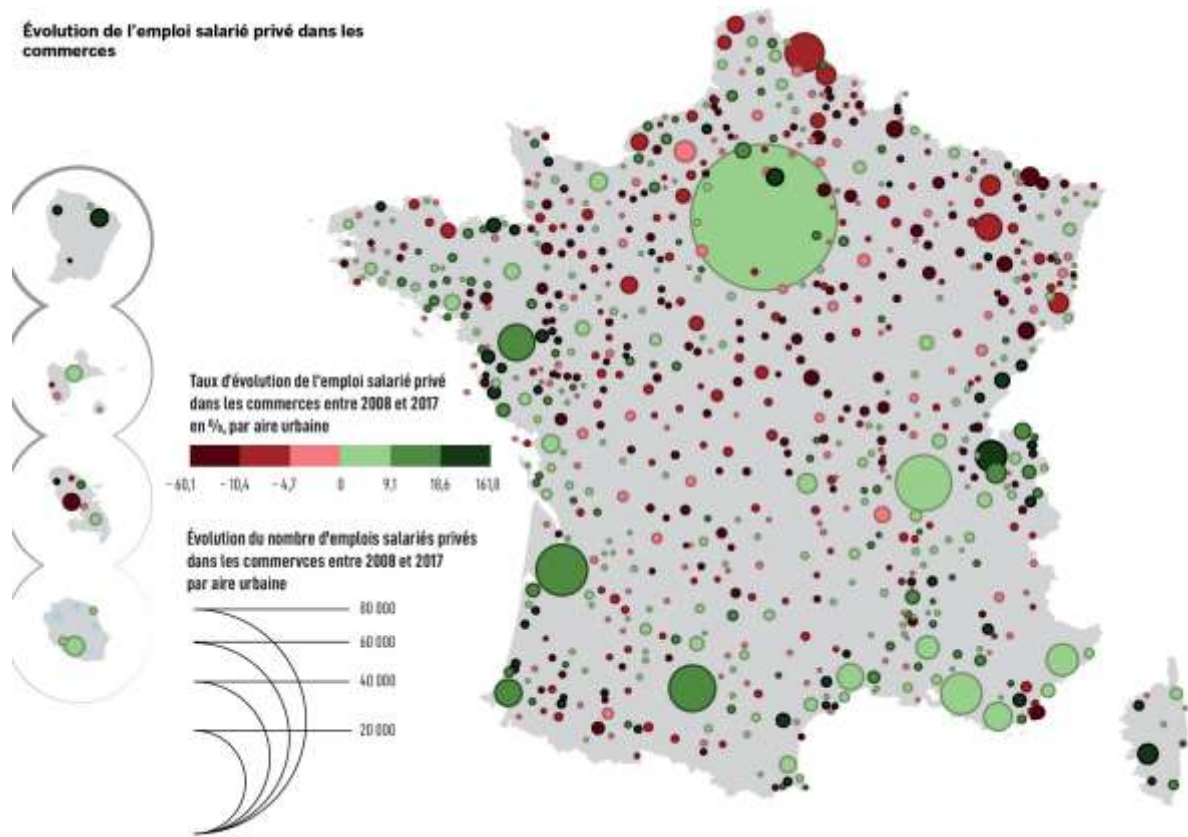 Évolution de l'emploi salarié privé dans les
commerces
Taux d'évolution de l'emploi salarié privé
dans les commerces entre 2008 et 2017
en %, par aire urbaine
−60,1 −10,4 −4,7 0 9,1 18,6 161,8
Évolution du nombre d'emplois salariés privés
dans les commervces entre 2008 et 2017
par aire urbaine
80 000
60 000
40 000
20 000